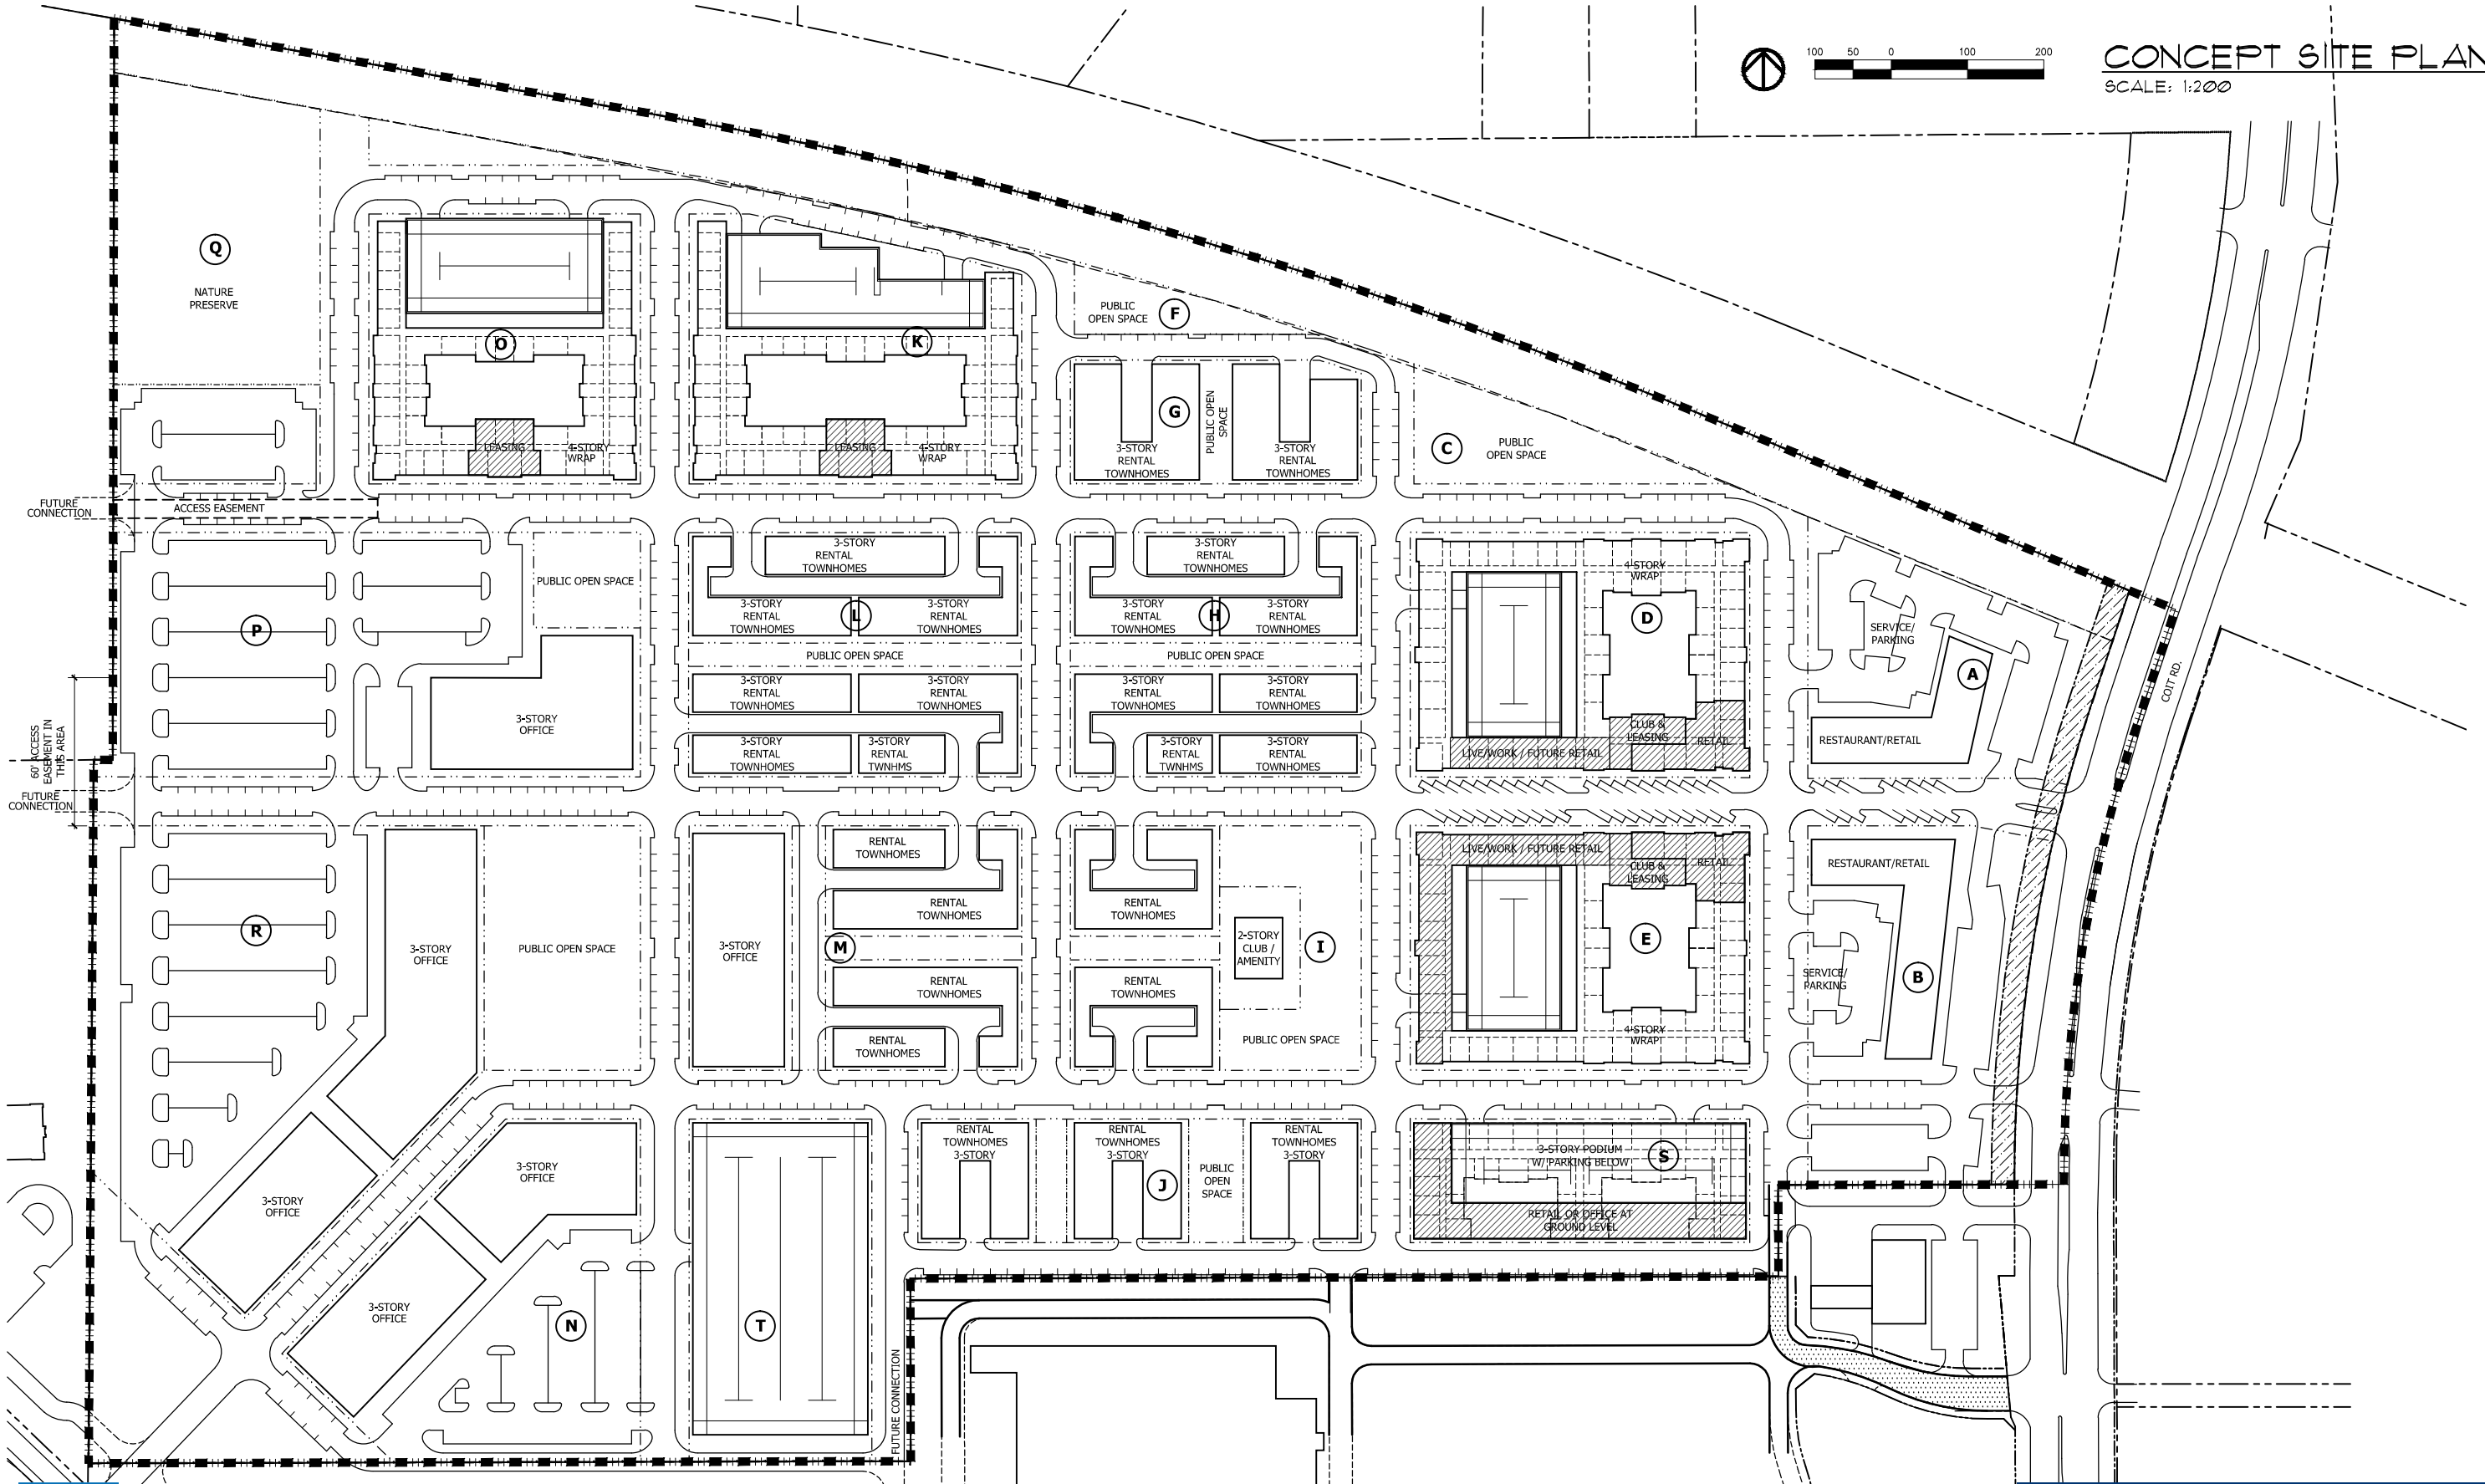 100 50 0 100 200
CONCEPT SITE PLAN
SCALE: 1:200
Q
NATURE
PRESERVE
O
LEASING
4-STORY
WRAP
K
LEASING
4-STORY
WRAP
PUBLIC
OPEN SPACE
F
G
PUBLIC OPEN
SPACE
3-STORY
RENTAL
TOWNHOMES
3-STORY
RENTAL
TOWNHOMES
C
PUBLIC
OPEN SPACE
FUTURE
CONNECTION
ACCESS EASEMENT
P
PUBLIC OPEN SPACE
3-STORY
OFFICE
60' ACCESS
EASEMENT IN
THIS AREA
FUTURE
CONNECTION
3-STORY
RENTAL
TOWNHOMES
3-STORY
RENTAL
TOWNHOMES
L
3-STORY
RENTAL
TOWNHOMES
PUBLIC OPEN SPACE
3-STORY
RENTAL
TOWNHOMES
3-STORY
RENTAL
TOWNHOMES
3-STORY
RENTAL
TOWNHOMES
3-STORY
RENTAL
TWNHMS
3-STORY
RENTAL
TOWNHOMES
3-STORY
RENTAL
TOWNHOMES
H
3-STORY
RENTAL
TOWNHOMES
PUBLIC OPEN SPACE
3-STORY
RENTAL
TOWNHOMES
3-STORY
RENTAL
TOWNHOMES
3-STORY
RENTAL
TWNHMS
3-STORY
RENTAL
TOWNHOMES
4-STORY
WRAP
D
CLUB &
LEASING
RETAIL
LIVE/WORK / FUTURE RETAIL
SERVICE/
PARKING
A
RESTAURANT/RETAIL
COIT RD.
R
3-STORY
OFFICE
PUBLIC OPEN SPACE
3-STORY
OFFICE
M
RENTAL
TOWNHOMES
RENTAL
TOWNHOMES
RENTAL
TOWNHOMES
RENTAL
TOWNHOMES
RENTAL
TOWNHOMES
RENTAL
TOWNHOMES
2-STORY
CLUB /
AMENITY
I
PUBLIC OPEN SPACE
LIVE/WORK / FUTURE RETAIL
CLUB &
LEASING
RETAIL
E
4-STORY
WRAP
RESTAURANT/RETAIL
SERVICE/
PARKING
B
3-STORY
OFFICE
3-STORY
OFFICE
3-STORY
OFFICE
N
T
FUTURE CONNECTION
RENTAL
TOWNHOMES
3-STORY
RENTAL
TOWNHOMES
3-STORY
J
PUBLIC
OPEN
SPACE
RENTAL
TOWNHOMES
3-STORY
3-STORY PODIUM
W/ PARKING BELOW
S
RETAIL OR OFFICE AT
GROUND LEVEL